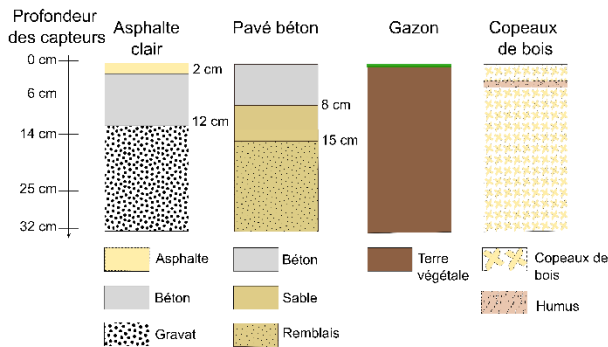 Profondeur
des capteurs
Asphalte
clair
Pavé béton
Gazon
Copeaux
de bois
0 cm
6 cm
14 cm
25 cm
32 cm
2 cm
12 cm
8 cm
15 cm
Asphalte
Béton
Gravat
Béton
Sable
Remblais
Terre
végétale
Copeaux de
bois
Humus